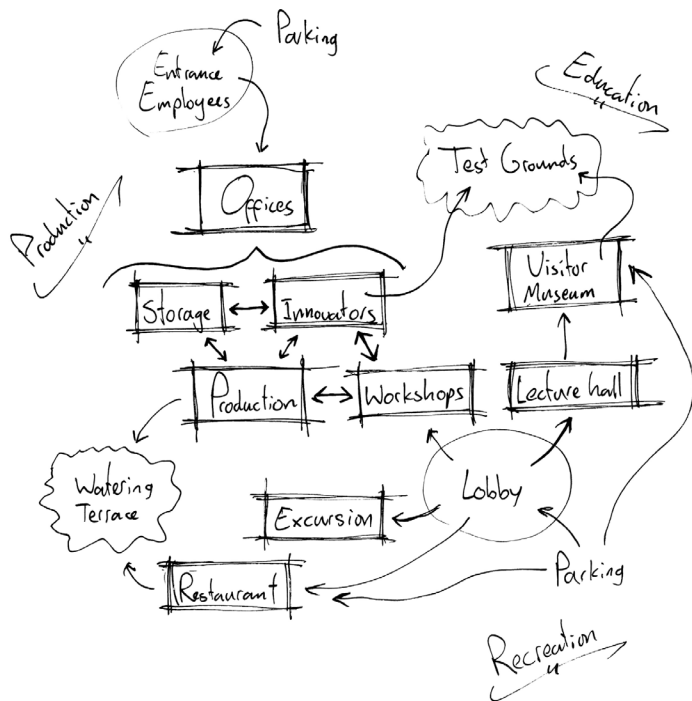 Parking
Entrance
Employees
Education
Test Grounds
Production
Offices
Visitor
Museum
Storage
Innovators
Production
Workshops
Lecture hall
Watering
Terrace
Lobby
Excursion
Parking
Restaurant
Recreation